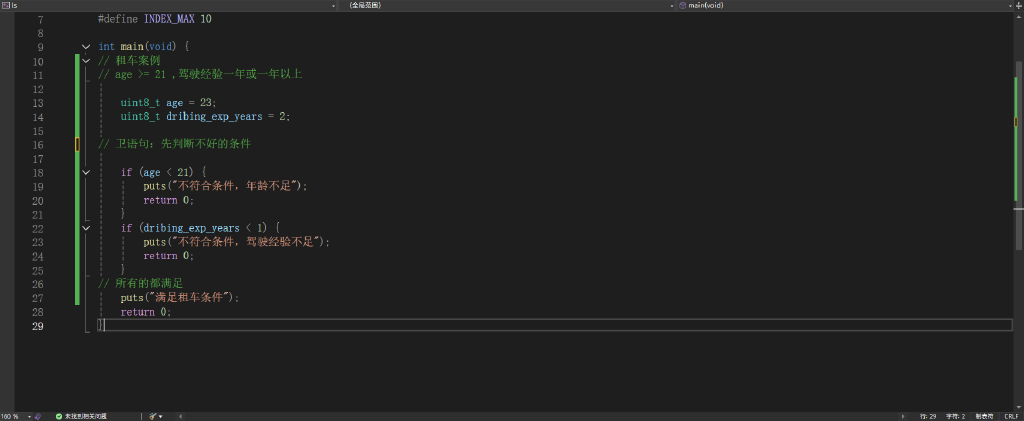 ls (全局范围) main(void)
7 #define INDEX_MAX 10
8
9 int main(void) {
10 // 租车案例
11 // age >= 21 ,驾驶经验一年或一年以上
12
13 uint8_t age = 23;
14 uint8_t dribing_exp_years = 2;
15
16 // 卫语句：先判断不好的条件
17
18 if (age < 21) {
19 puts("不符合条件，年龄不足");
20 return 0;
21 }
22 if (dribing_exp_years < 1) {
23 puts("不符合条件，驾驶经验不足");
24 return 0;
25 }
26 // 所有的都满足
27 puts("满足租车条件");
28 return 0;
29 }
160 % 未找到相关问题 行: 29 字符: 2 制表符 CRLF